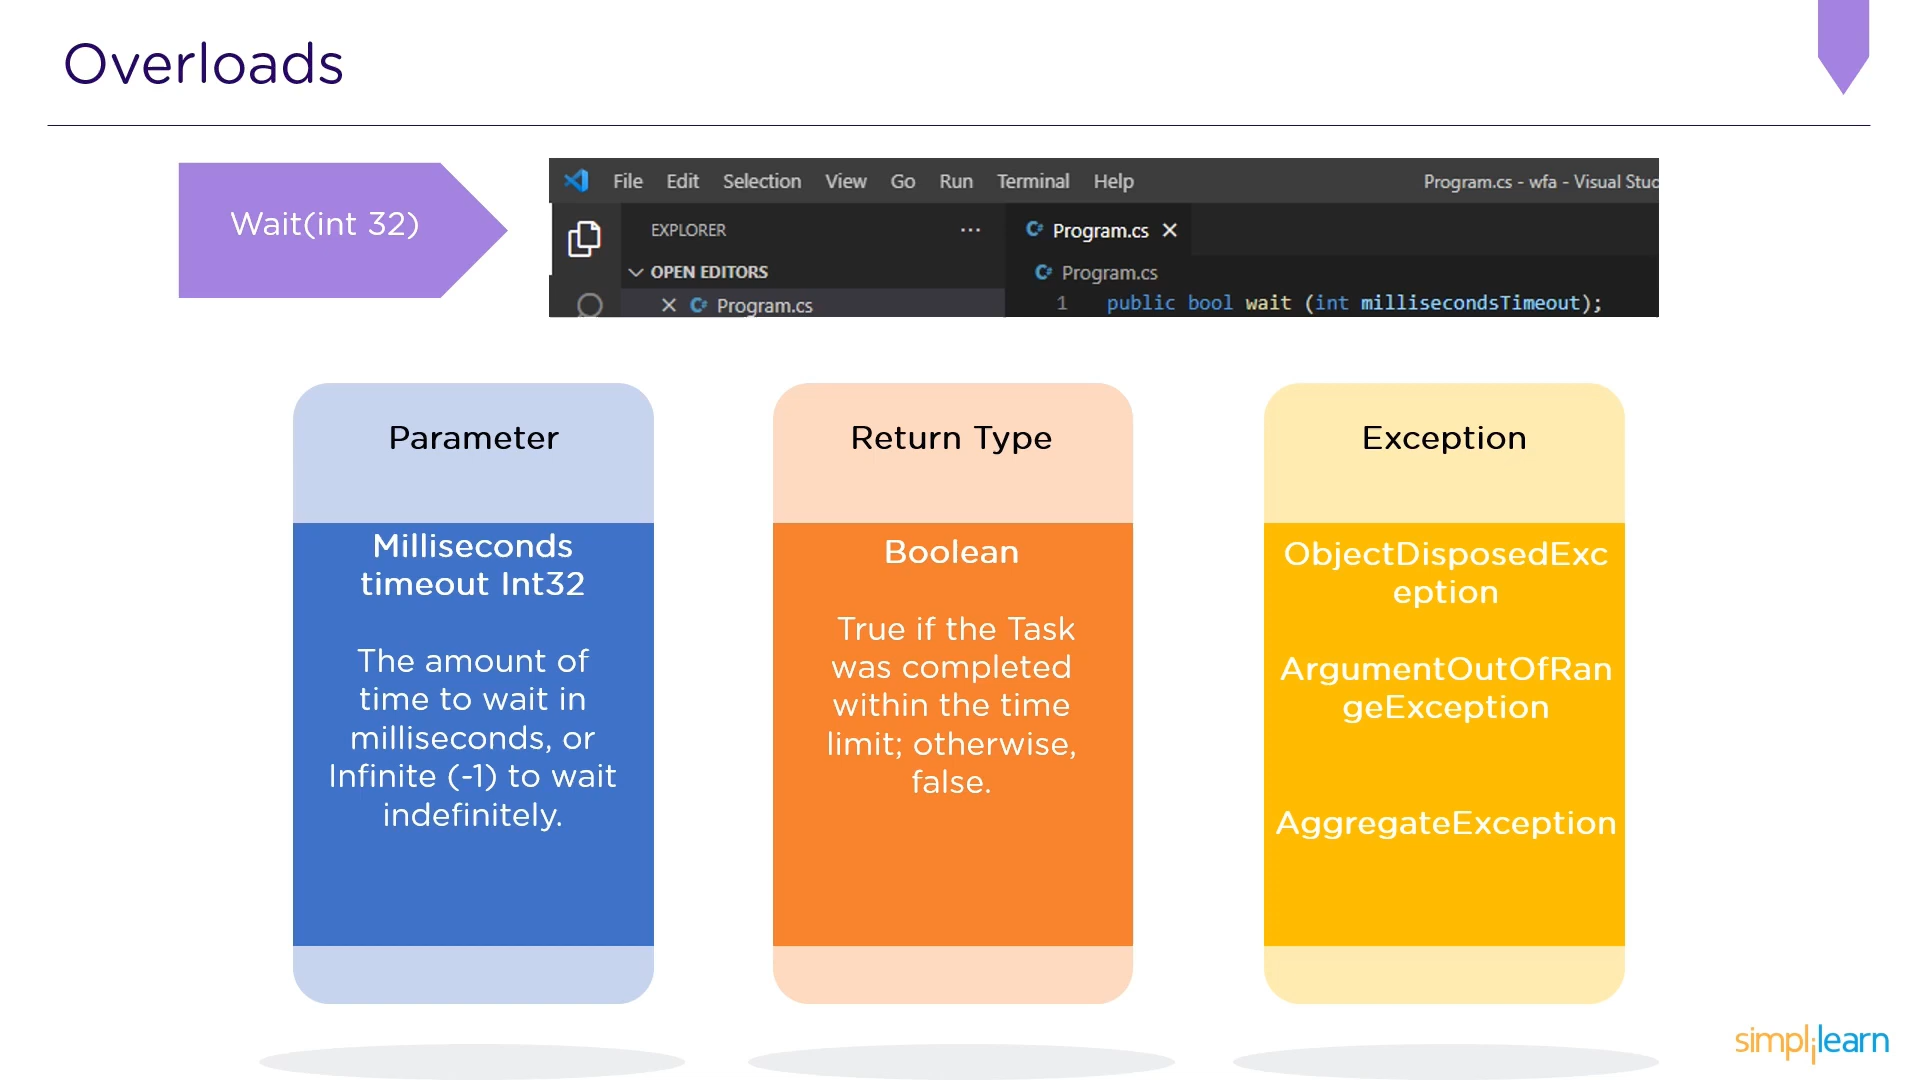 Overloads
Wait(int 32)
File Edit Selection View Go Run Terminal Help Program.cs - wfa - Visual Stud
EXPLORER ...
Program.cs
OPEN EDITORS
Program.cs
Program.cs
1 public bool wait (int millisecondsTimeout);
Parameter
Milliseconds
timeout Int32
The amount of
time to wait in
milliseconds, or
Infinite (-1) to wait
indefinitely.
Return Type
Boolean
True if the Task
was completed
within the time
limit; otherwise,
false.
Exception
ObjectDisposedExc
eption
ArgumentOutOfRan
geException
AggregateException
simplilearn